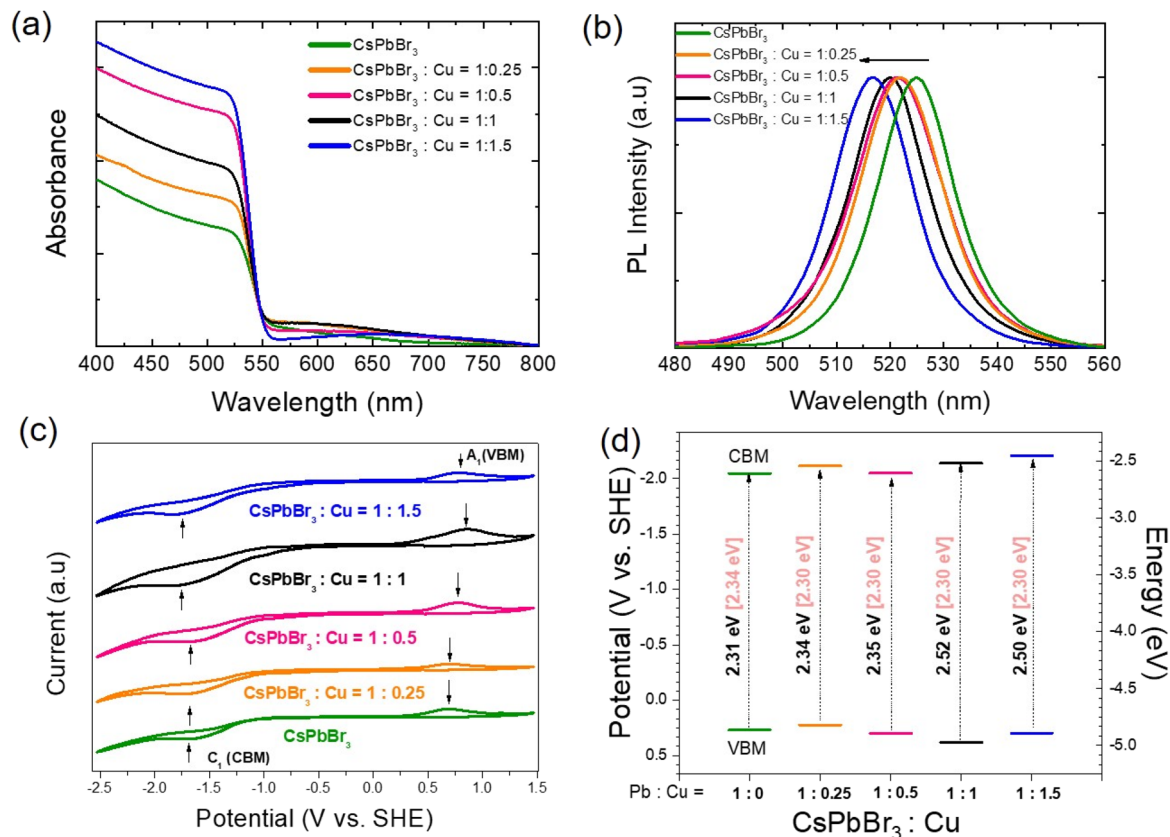 (a)
CsPbBr3
CsPbBr3 : Cu = 1:0.25
CsPbBr3 : Cu = 1:0.5
CsPbBr3 : Cu = 1:1
CsPbBr3 : Cu = 1:1.5
Absorbance
400 450 500 550 600 650 700 750 800
Wavelength (nm)
(b)
CsPbBr3
CsPbBr3 : Cu = 1:0.25
CsPbBr3 : Cu = 1:0.5
CsPbBr3 : Cu = 1:1
CsPbBr3 : Cu = 1:1.5
PL Intensity (a.u)
480 490 500 510 520 530 540 550 560
Wavelength (nm)
(c)
A1 (VBM)
CsPbBr3 : Cu = 1 : 1.5
CsPbBr3 : Cu = 1 : 1
CsPbBr3 : Cu = 1 : 0.5
CsPbBr3 : Cu = 1 : 0.25
CsPbBr3
C1 (CBM)
Current (a.u)
-2.5 -2.0 -1.5 -1.0 -0.5 0.0 0.5 1.0 1.5
Potential (V vs. SHE)
(d)
CBM
Potential (V vs. SHE)
-2.0
-1.5
-1.0
-0.5
0.0
0.5
2.31 eV [2.34 eV]
2.34 eV [2.30 eV]
2.35 eV [2.30 eV]
2.52 eV [2.30 eV]
2.50 eV [2.30 eV]
VBM
-2.5
-3.0
-3.5
-4.0
-4.5
-5.0
Energy (eV)
Pb : Cu = 1 : 0 1 : 0.25 1 : 0.5 1 : 1 1 : 1.5
CsPbBr3 : Cu